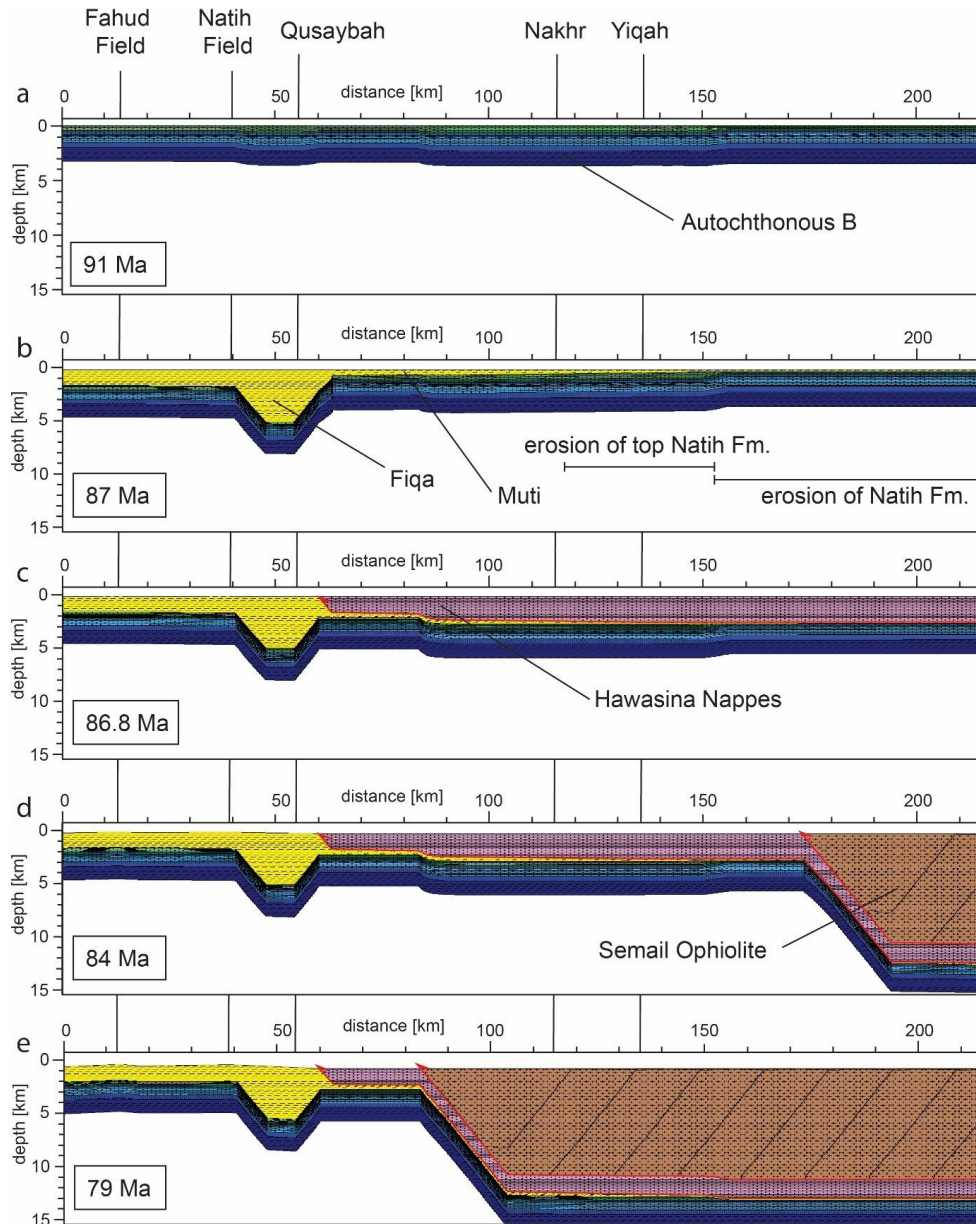 Fahud Field
Natih Field
Qusaybah
Nakhr
Yiqah
a
0 50 distance [km] 100 150 200
depth [km]
0
5
10
15
Autochthonous B
91 Ma
0 50 distance [km] 100 150 200
b
depth [km]
0
5
10
15
erosion of top Natih Fm.
Fiqa
Muti
erosion of Natih Fm.
87 Ma
0 50 distance [km] 100 150 200
c
depth [km]
0
5
10
15
Hawasina Nappes
86.8 Ma
0 50 distance [km] 100 150 200
d
depth [km]
0
5
10
15
Semail Ophiolite
84 Ma
0 50 distance [km] 100 150 200
e
depth [km]
0
5
10
15
79 Ma